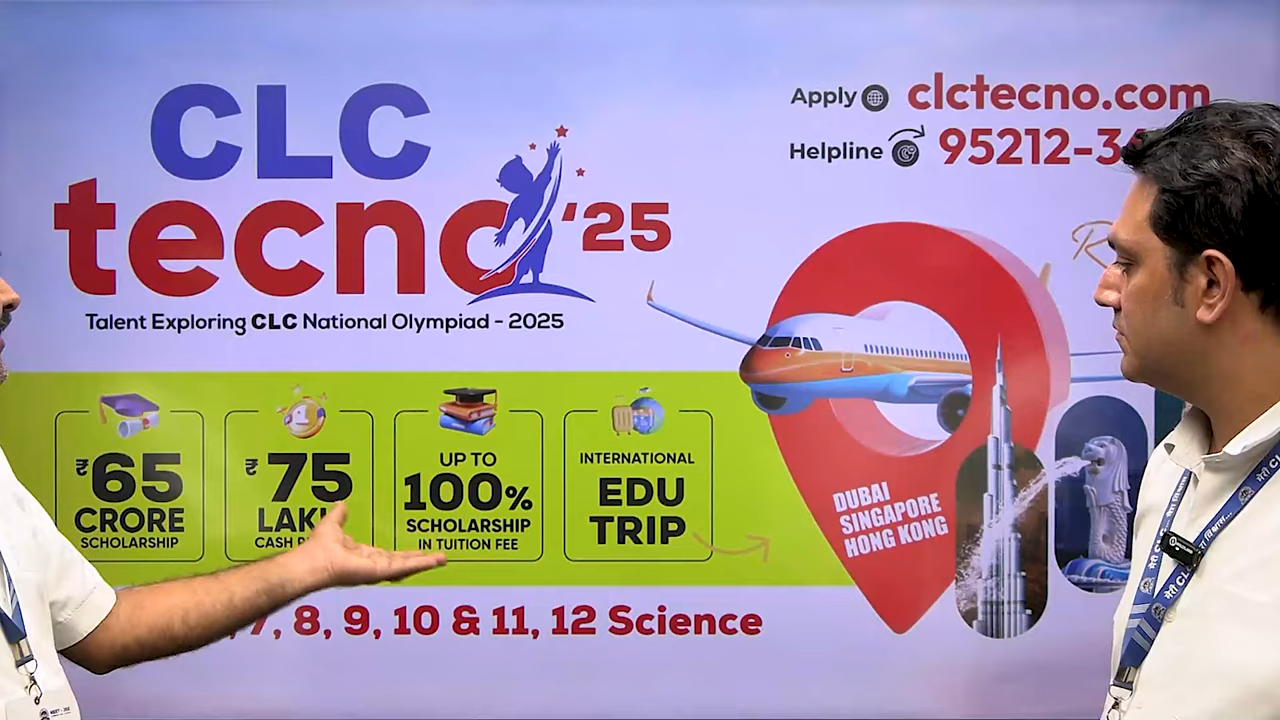 CLC
tecno '25
Talent Exploring CLC National Olympiad - 2025
Apply clctecno.com
Helpline 95212-3
₹65
CRORE
SCHOLARSHIP
₹75
CASH
UP TO
100%
SCHOLARSHIP
IN TUITION FEE
INTERNATIONAL
EDU
TRIP
DUBAI
SINGAPORE
HONG KONG
7, 8, 9, 10 & 11, 12 Science